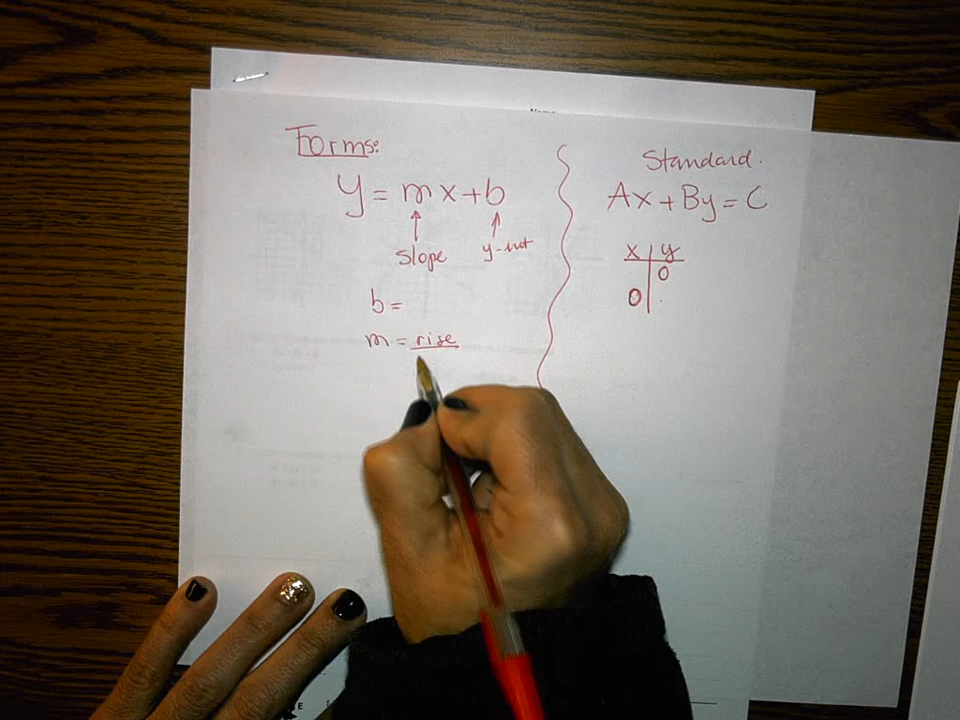 Forms:
y = mx + b
slope y-int
b =
m = rise
Standard.
Ax + By = C
x y
0
0